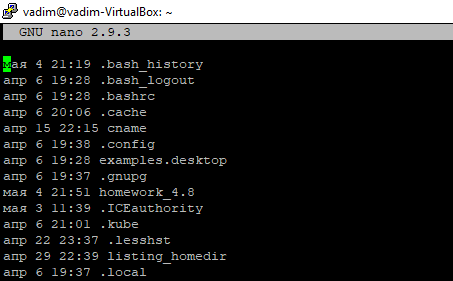 vadim@vadim-VirtualBox: ~
GNU nano 2.9.3
мая 4 21:19 .bash_history
апр 6 19:28 .bash_logout
апр 6 19:28 .bashrc
апр 6 20:06 .cache
апр 15 22:15 cname
апр 6 19:38 .config
апр 6 19:28 examples.desktop
апр 6 19:37 .gnupg
мая 4 21:51 homework_4.8
мая 3 11:39 .ICEauthority
апр 6 21:01 .kube
апр 22 23:37 .lesshst
апр 29 22:39 listing_homedir
апр 6 19:37 .local